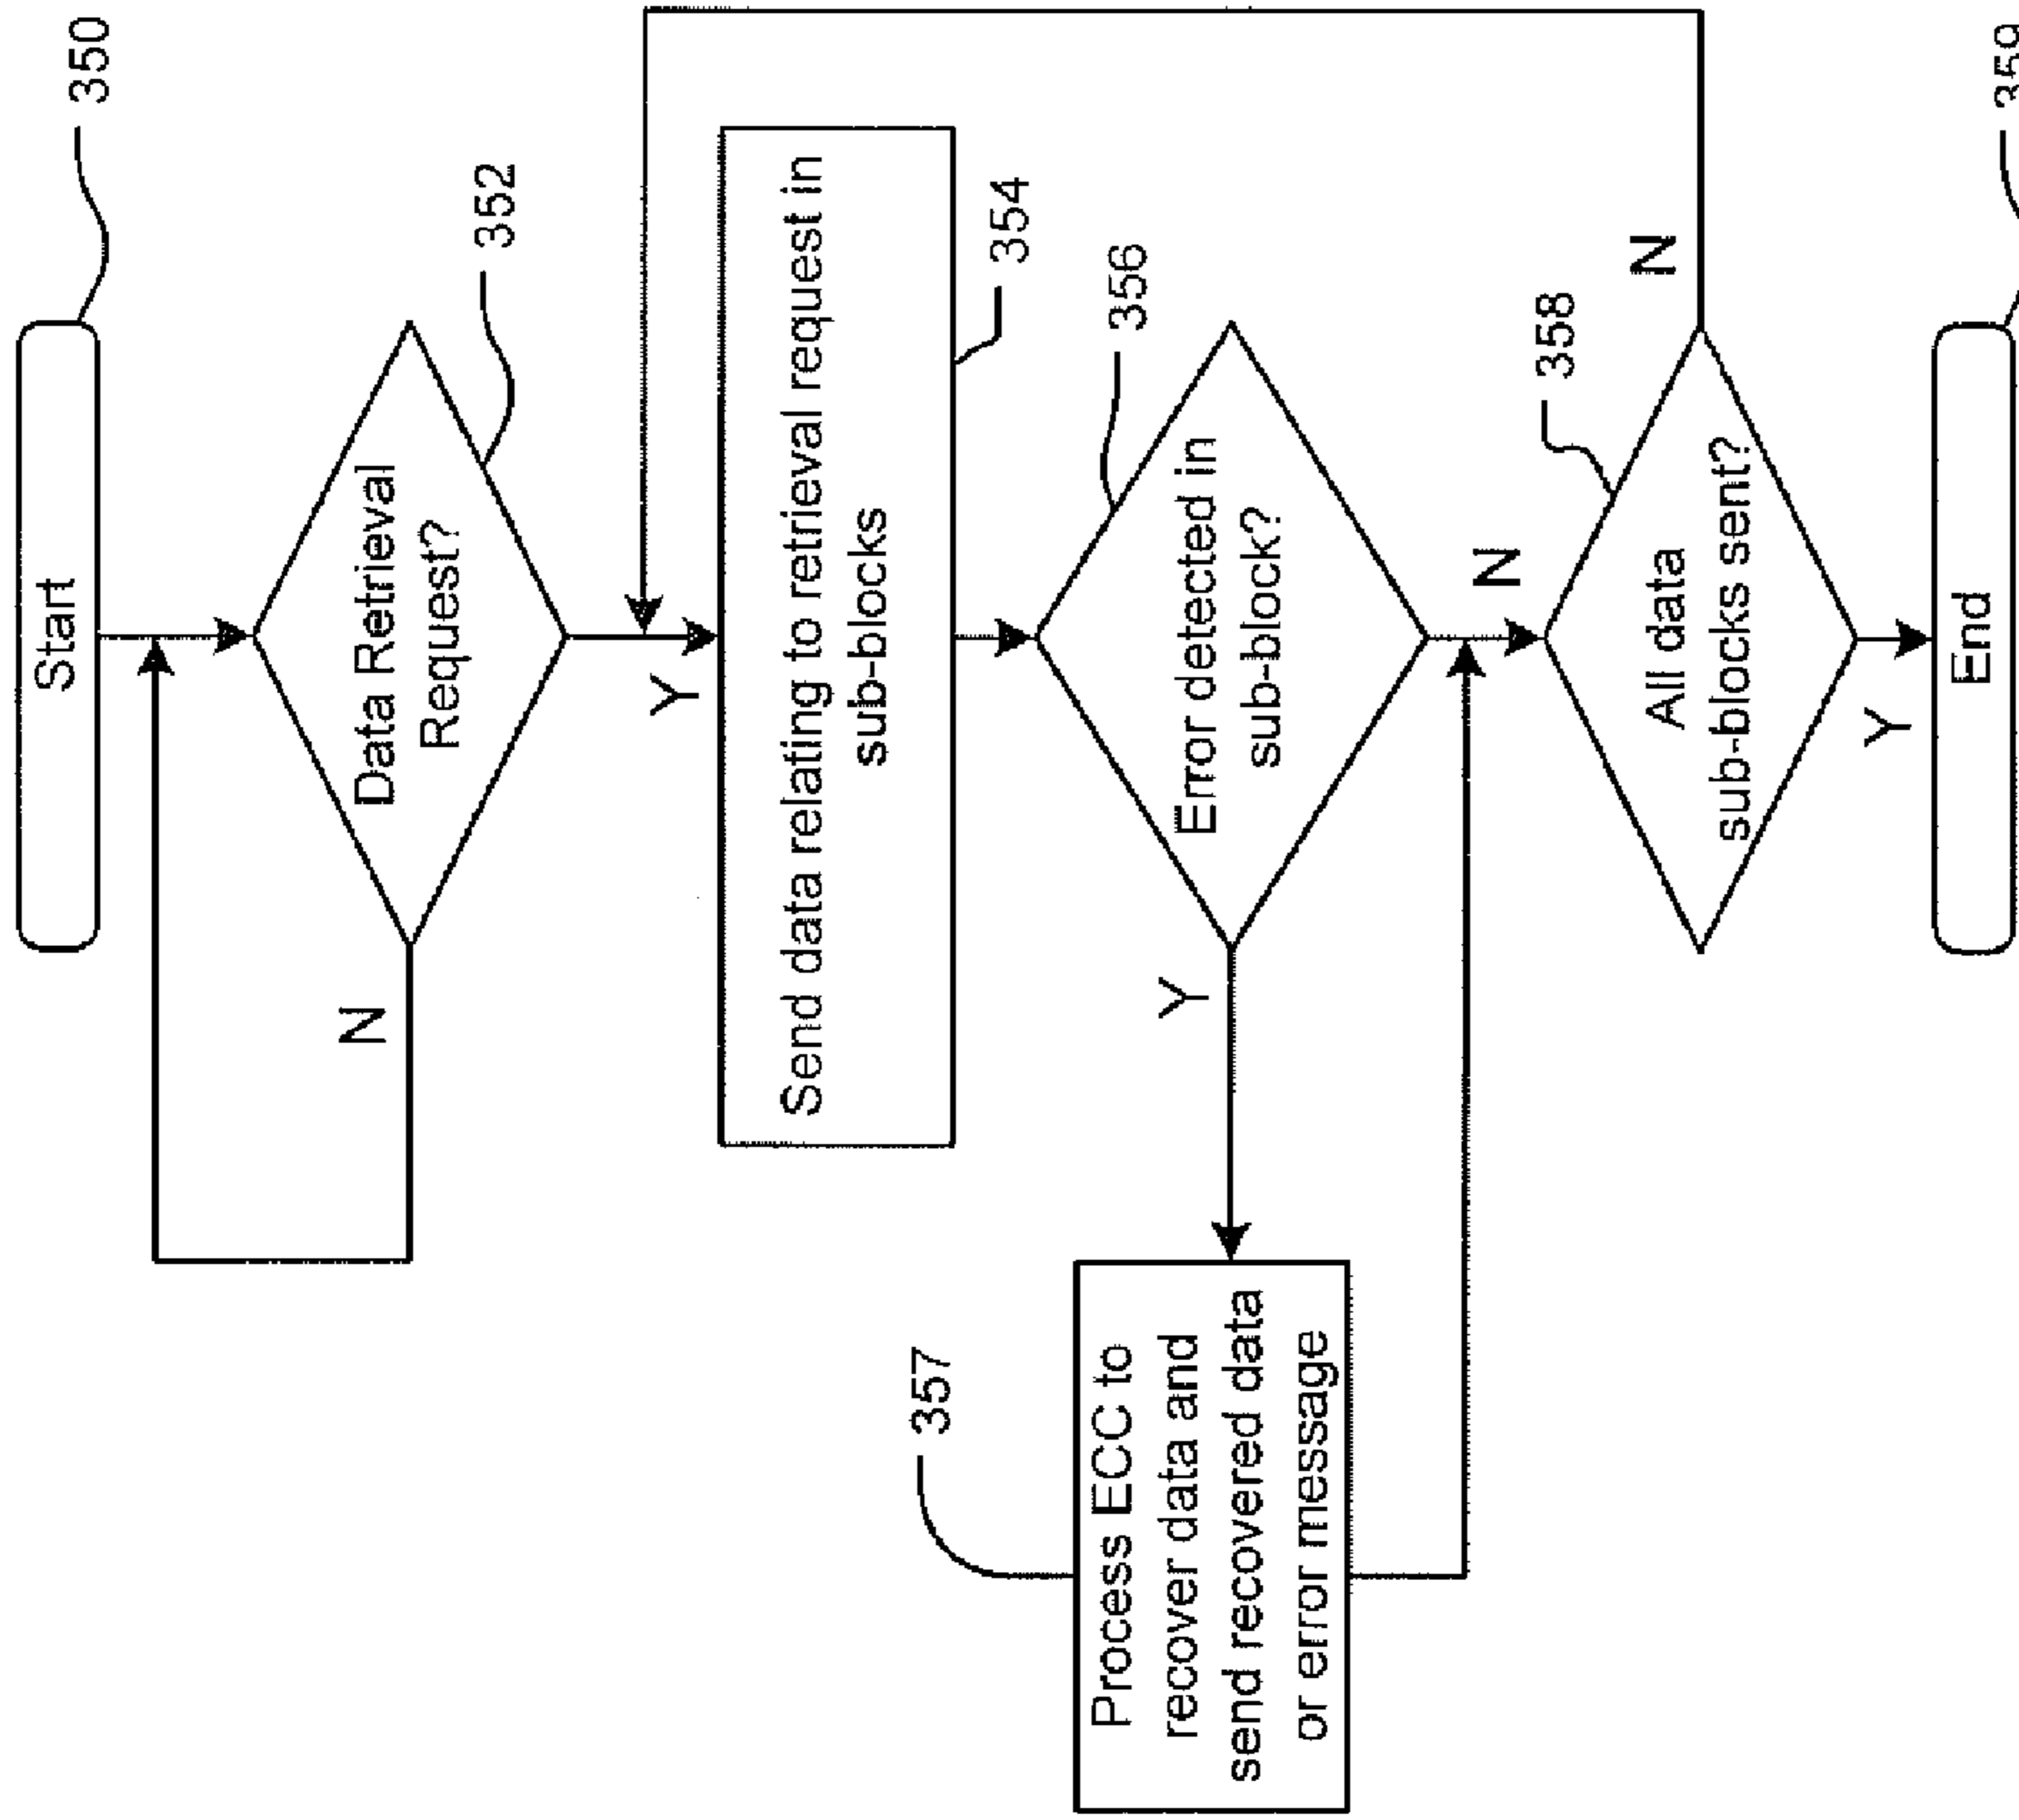 Start
350
Data Retrieval
Request?
352
N
Y
Send data relating to retrieval request in
sub-blocks
354
Error detected in
sub-block?
356
Y
N
Process ECC to
recover data and
send recovered data
or error message
357
All data
sub-blocks sent?
358
N
Y
End
359